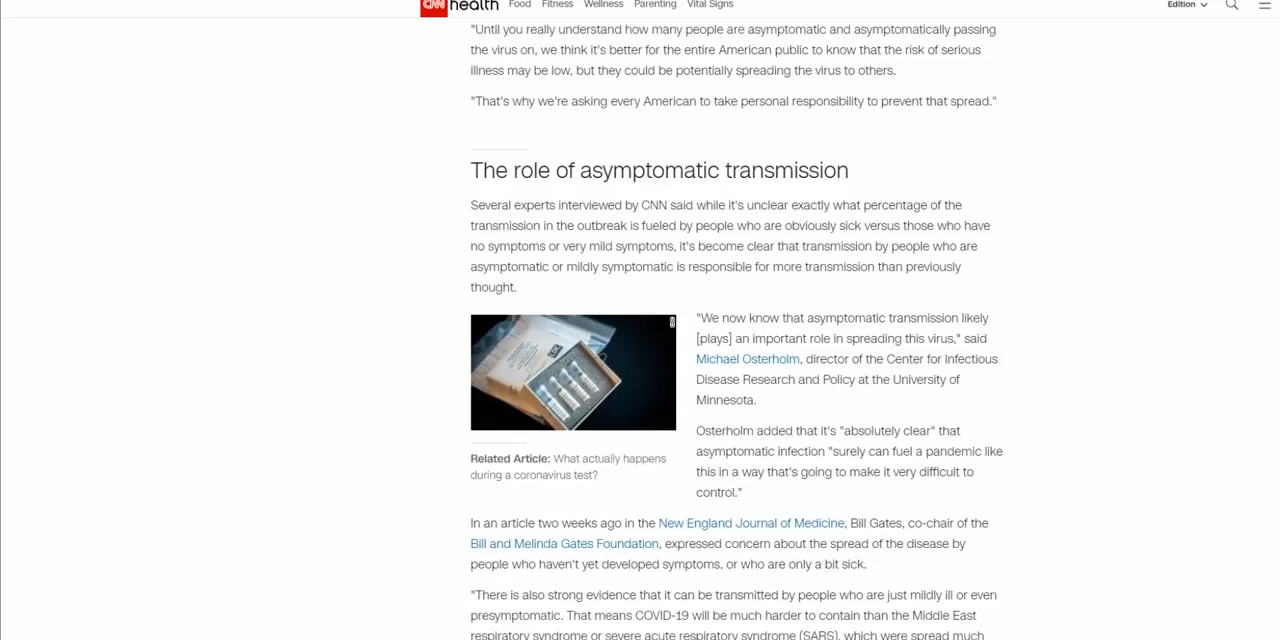 CNN health Food Fitness Wellness Parenting Vital Signs Edition
"Until you really understand how many people are asymptomatic and asymptomatically passing
the virus on, we think it's better for the entire American public to know that the risk of serious
illness may be low, but they could be potentially spreading the virus to others.
"That's why we're asking every American to take personal responsibility to prevent that spread."
The role of asymptomatic transmission
Several experts interviewed by CNN said while it's unclear exactly what percentage of the
transmission in the outbreak is fueled by people who are obviously sick versus those who have
no symptoms or very mild symptoms, it's become clear that transmission by people who are
asymptomatic or mildly symptomatic is responsible for more transmission than previously
thought.
"We now know that asymptomatic transmission likely
[plays] an important role in spreading this virus," said
Michael Osterholm, director of the Center for Infectious
Disease Research and Policy at the University of
Minnesota.
Osterholm added that it's "absolutely clear" that
asymptomatic infection "surely can fuel a pandemic like
this in a way that's going to make it very difficult to
control."
Related Article: What actually happens
during a coronavirus test?
In an article two weeks ago in the New England Journal of Medicine, Bill Gates, co-chair of the
Bill and Melinda Gates Foundation, expressed concern about the spread of the disease by
people who haven't yet developed symptoms, or who are only a bit sick.
"There is also strong evidence that it can be transmitted by people who are just mildly ill or even
presymptomatic. That means COVID-19 will be much harder to contain than the Middle East
respiratory syndrome or severe acute respiratory syndrome (SARS), which were spread much